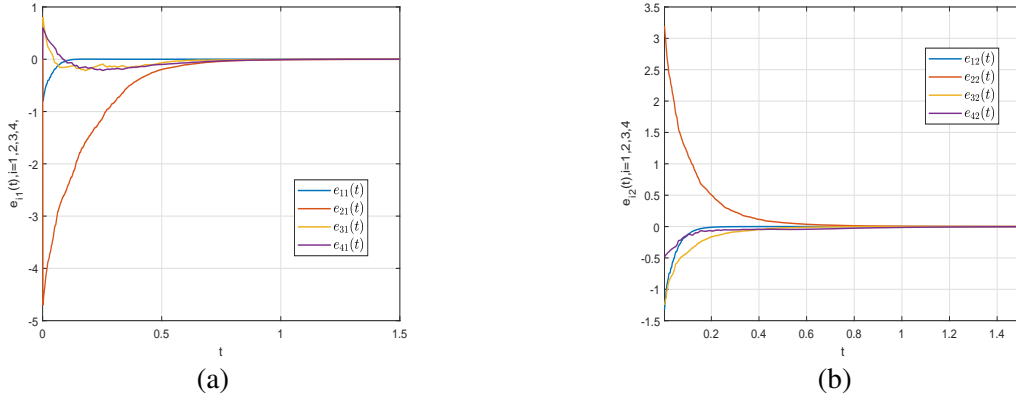 1
0
-1
-2
-3
-4
-5
e_{i1}(t),i=1,2,3,4,
e_{11}(t)
e_{21}(t)
e_{31}(t)
e_{41}(t)
0 0.5 1 1.5
t
(a)
3.5
3
2.5
2
1.5
1
0.5
0
-0.5
-1
-1.5
e_{i2}(t),i=1,2,3,4
e_{12}(t)
e_{22}(t)
e_{32}(t)
e_{42}(t)
0.2 0.4 0.6 0.8 1 1.2 1.4
t
(b)